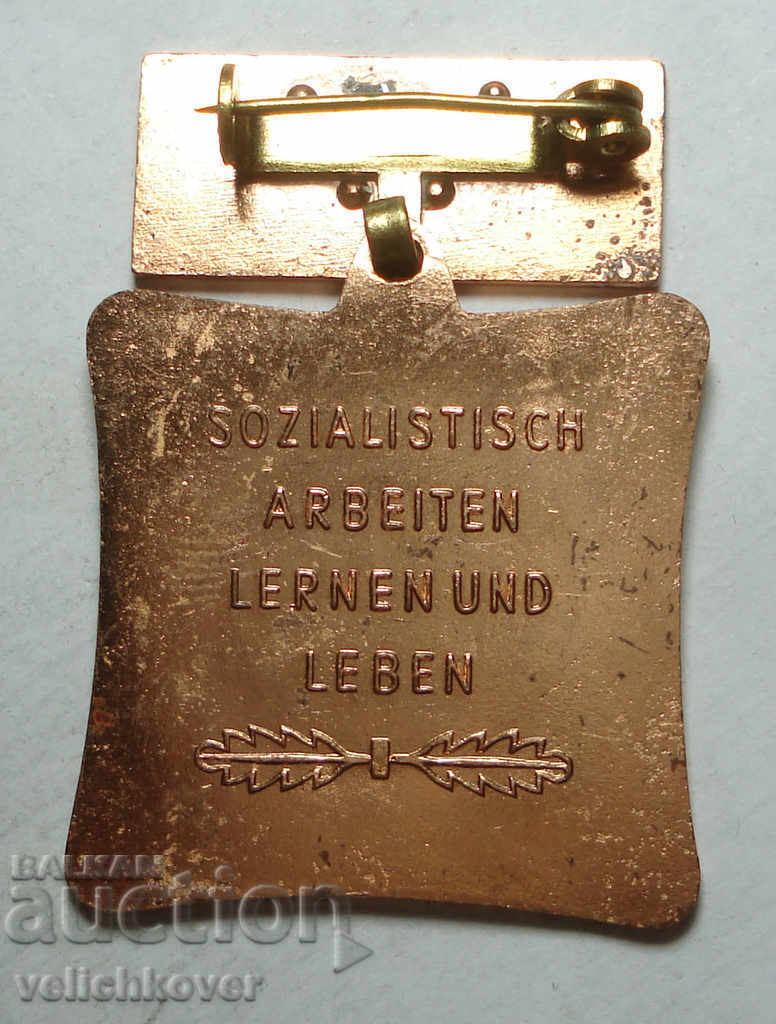 SOZIALISTISCH
ARBEITEN
LERNEN UND
LEBEN
BALKAN
auction
velichkover